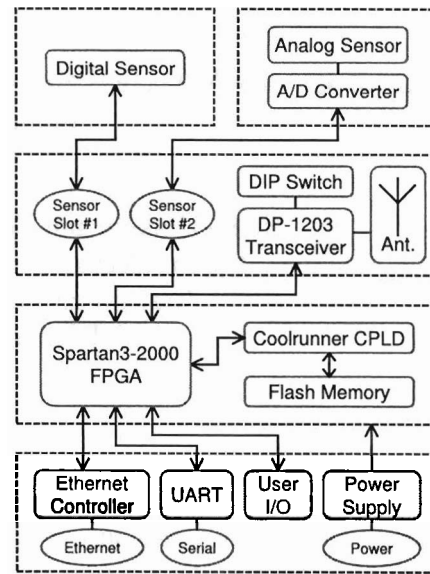 Digital Sensor
Analog Sensor
A/D Converter
Sensor
Slot #1
Sensor
Slot #2
DIP Switch
DP-1203
Transceiver
Ant.
Spartan3-2000
FPGA
Coolrunner CPLD
Flash Memory
Ethernet
Controller
UART
User
I/O
Power
Supply
Ethernet
Serial
Power